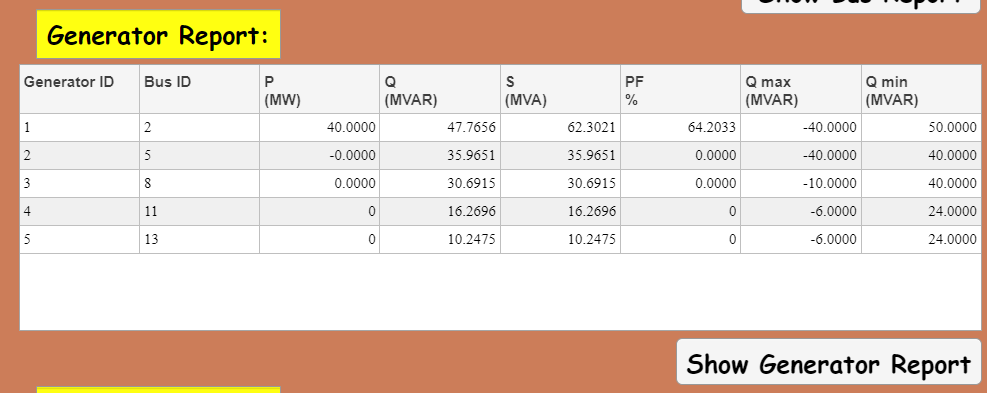 Generator Report:
Generator ID Bus ID P (MW) Q (MVAR) S (MVA) PF % Q max (MVAR) Q min (MVAR)
1 2 40.0000 47.7656 62.3021 64.2033 -40.0000 50.0000
2 5 -0.0000 35.9651 35.9651 0.0000 -40.0000 40.0000
3 8 0.0000 30.6915 30.6915 0.0000 -10.0000 40.0000
4 11 0 16.2696 16.2696 0 -6.0000 24.0000
5 13 0 10.2475 10.2475 0 -6.0000 24.0000
Show Generator Report